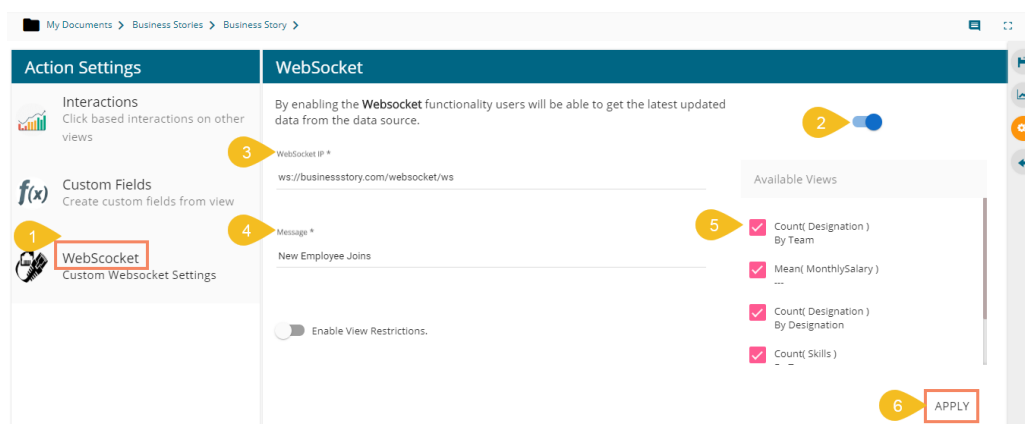 My Documents > Business Stories > Business Story >
Action Settings
Interactions
Click based interactions on other
views
f(x)
Custom Fields
Create custom fields from view
1
WebScocket
Custom Websocket Settings
WebSocket
By enabling the Websocket functionality users will be able to get the latest updated
data from the data source.
2
3
WebSocket IP *
ws://businessstory.com/websocket/ws
4
Message *
New Employee Joins
Enable View Restrictions.
Available Views
5
Count( Designation )
By Team
Mean( MonthlySalary )
---
Count( Designation )
By Designation
Count( Skills )
6
APPLY